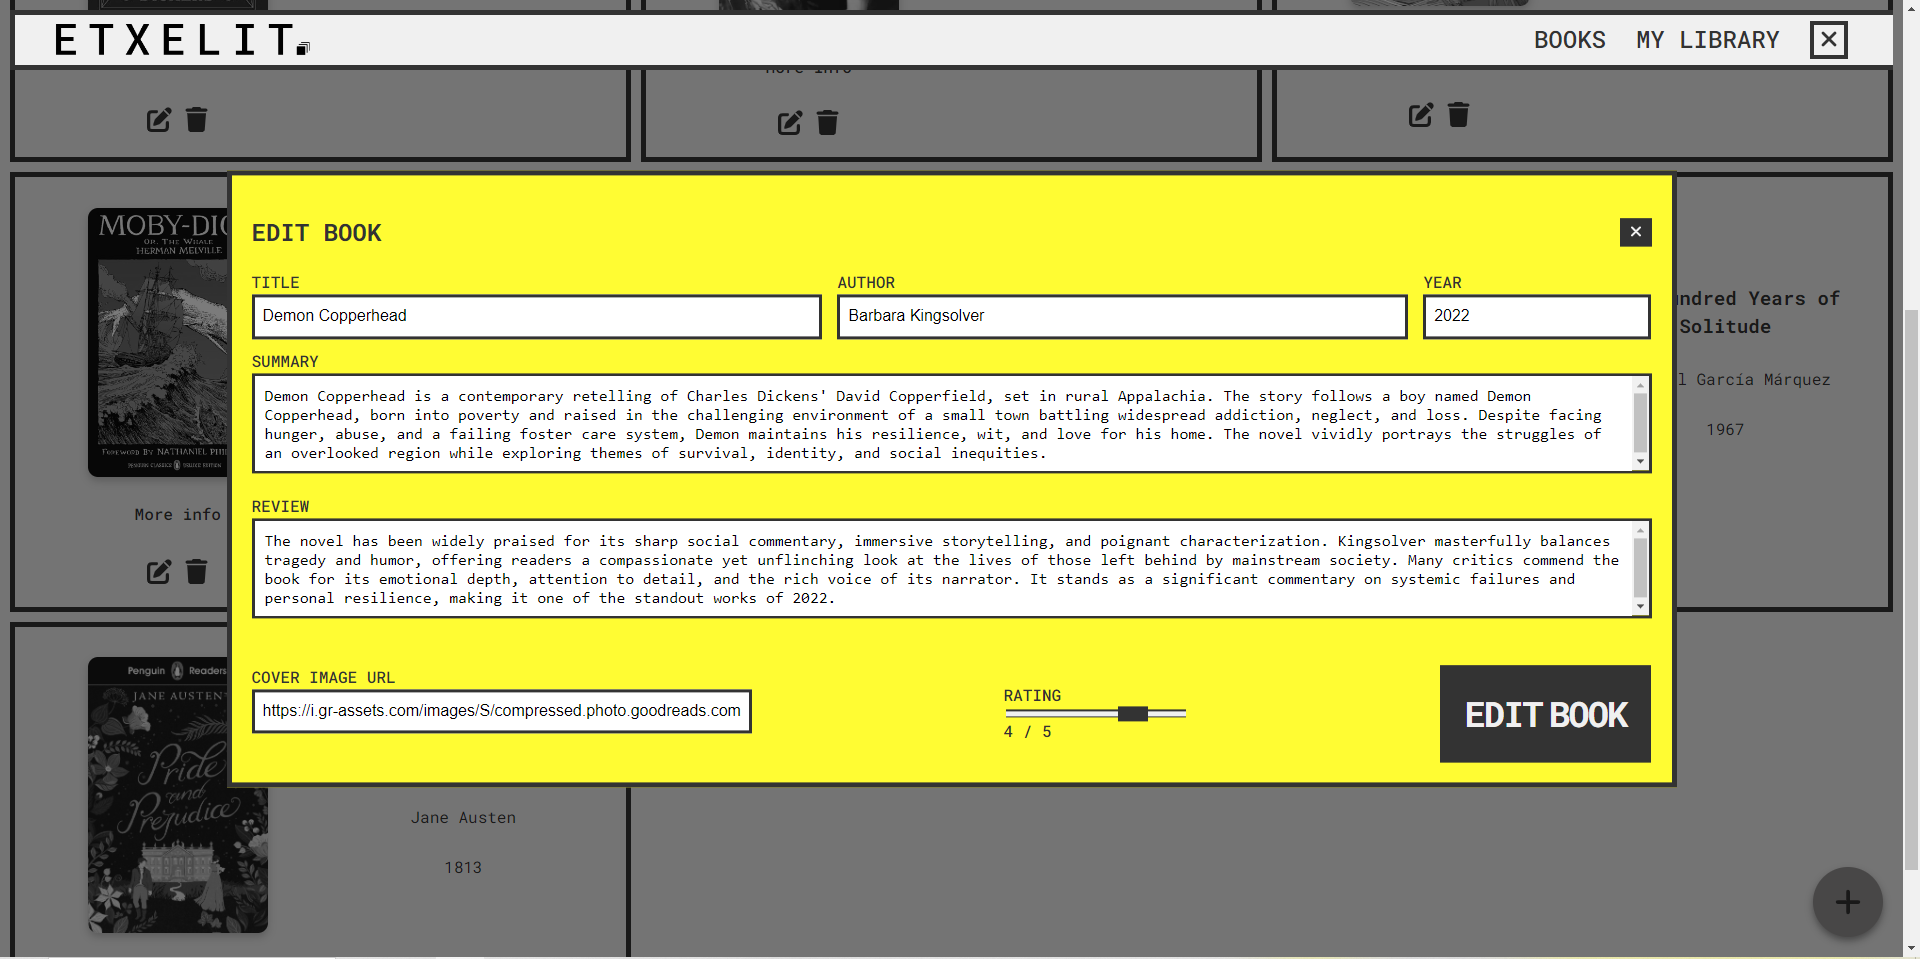 ETXELIT
BOOKS
MY LIBRARY
More info
EDIT BOOK
TITLE
Demon Copperhead
AUTHOR
Barbara Kingsolver
YEAR
2022
SUMMARY
Demon Copperhead is a contemporary retelling of Charles Dickens' David Copperfield, set in rural Appalachia. The story follows a boy named Demon
Copperhead, born into poverty and raised in the challenging environment of a small town battling widespread addiction, neglect, and loss. Despite facing
hunger, abuse, and a failing foster care system, Demon maintains his resilience, wit, and love for his home. The novel vividly portrays the struggles of
an overlooked region while exploring themes of survival, identity, and social inequities.
REVIEW
The novel has been widely praised for its sharp social commentary, immersive storytelling, and poignant characterization. Kingsolver masterfully balances
tragedy and humor, offering readers a compassionate yet unflinching look at the lives of those left behind by mainstream society. Many critics commend the
book for its emotional depth, attention to detail, and the rich voice of its narrator. It stands as a significant commentary on systemic failures and
personal resilience, making it one of the standout works of 2022.
COVER IMAGE URL
https://i.gr-assets.com/images/S/compressed.photo.goodreads.com
RATING
4 / 5
EDIT BOOK
MOBY-DIC
OR, THE WHALE
HERMAN MELVILLE
FOREWORD BY NATHANIEL PHI
PENGUIN CLASSICS DELUXE EDITION
More info
ndred Years of
Solitude
l García Márquez
1967
Penguin Readers
JANE AUSTEN
Pride
and
Prejudice
Jane Austen
1813